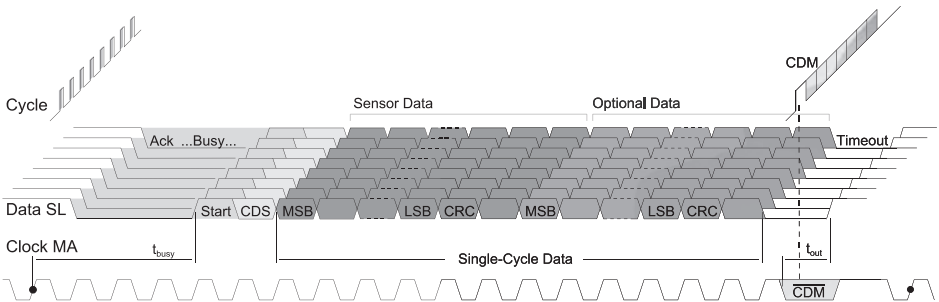 CDM
Cycle
Sensor Data Optional Data
Ack ...Busy... Timeout
Data SL Start CDS MSB LSB CRC MSB LSB CRC
Clock MA t_busy Single-Cycle Data t_out
CDM